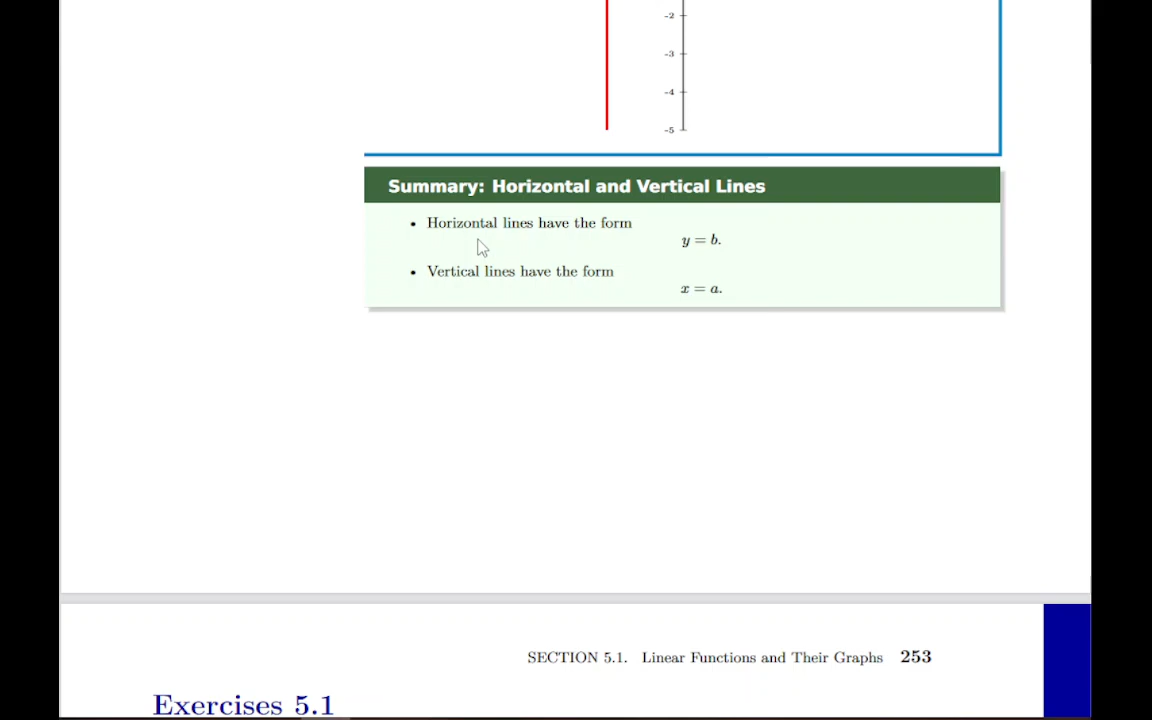 -2
-3
-4
-5
Summary: Horizontal and Vertical Lines
• Horizontal lines have the form
y = b.
• Vertical lines have the form
x = a.
SECTION 5.1. Linear Functions and Their Graphs 253
Exercises 5.1